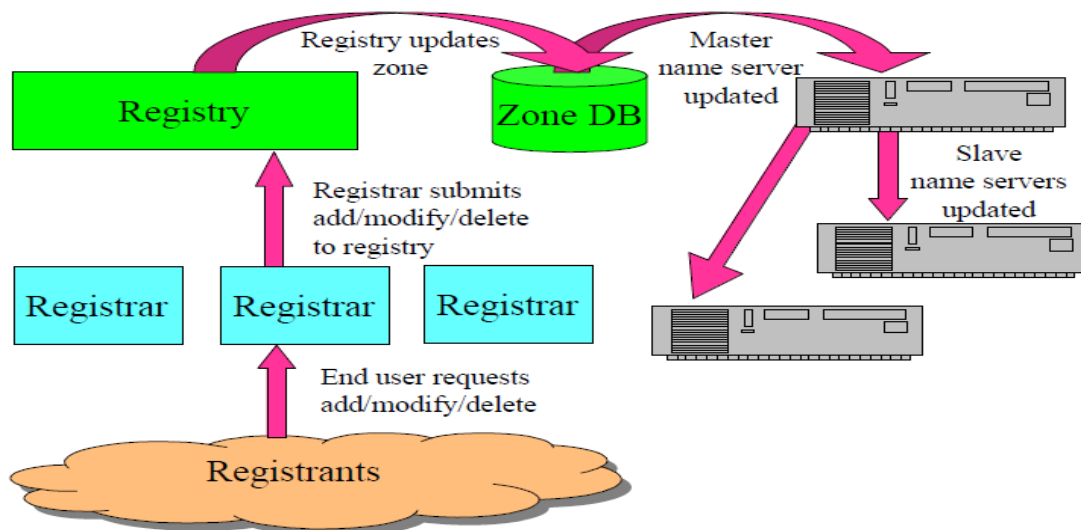 Registry updates
zone
Master
name server
updated
Registry
Zone DB
Slave
name servers
updated
Registrar submits
add/modify/delete
to registry
Registrar
Registrar
Registrar
End user requests
add/modify/delete
Registrants